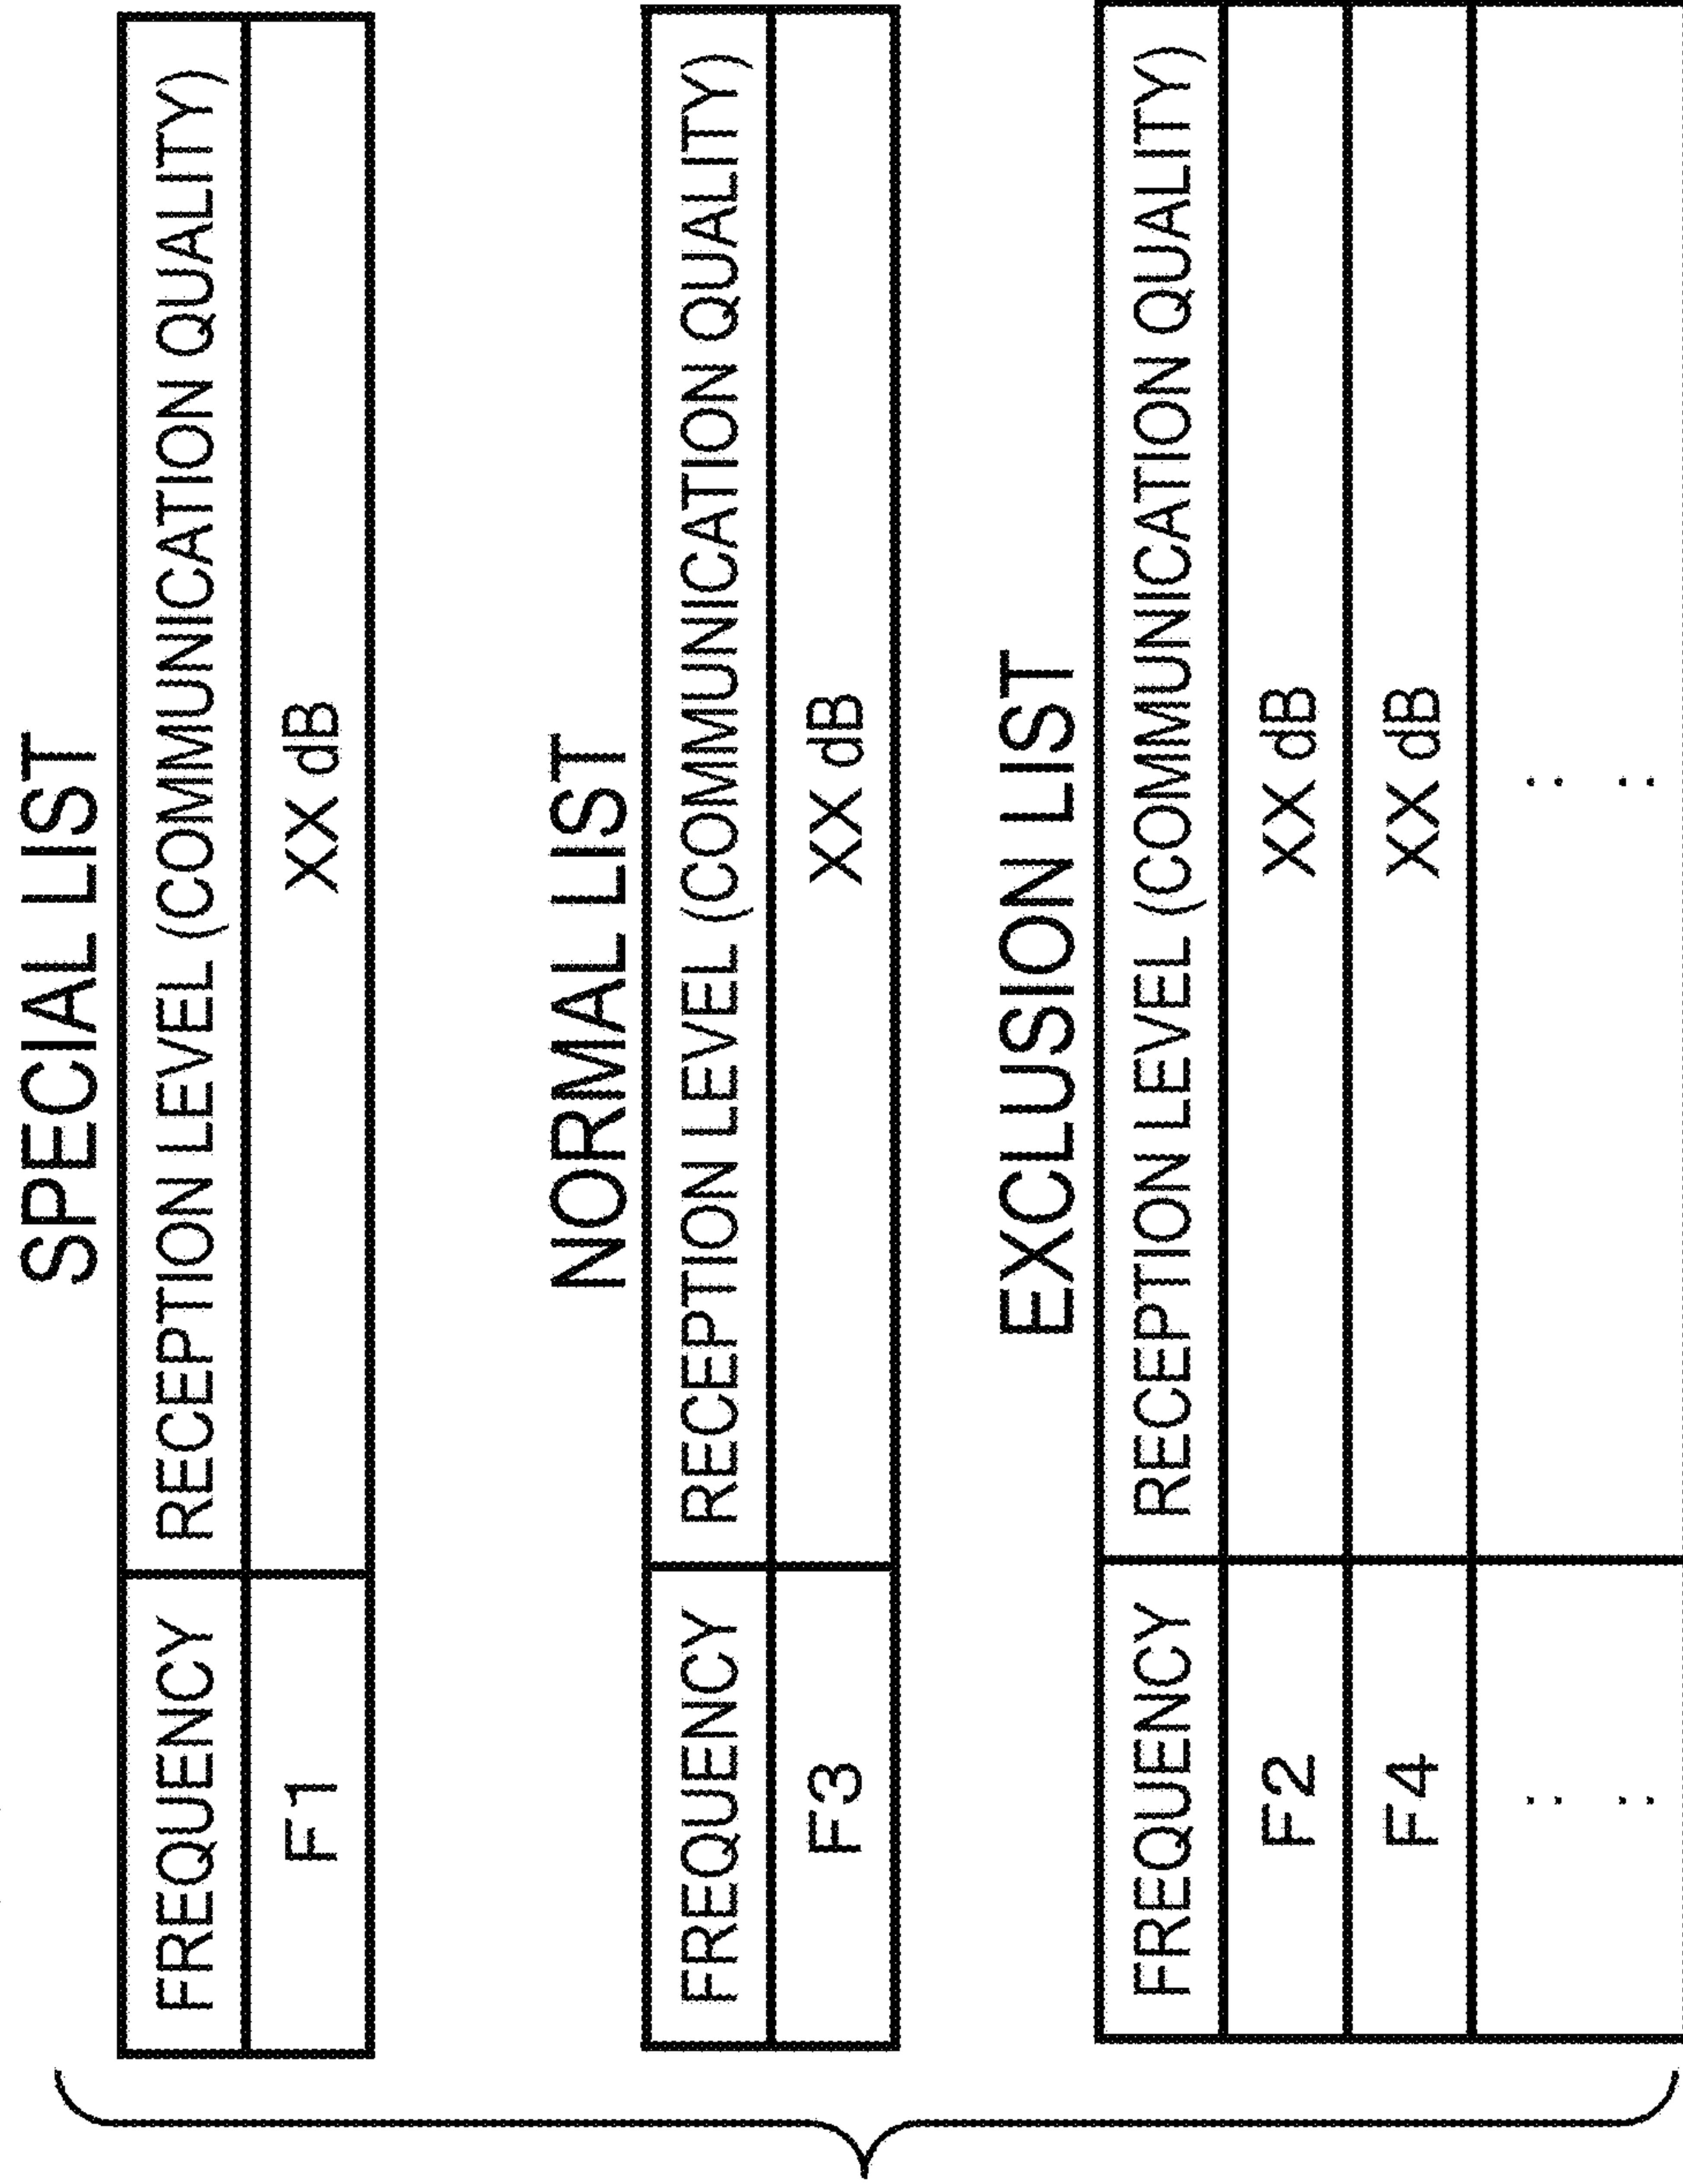 SPECIAL LIST
FREQUENCY RECEPTION LEVEL (COMMUNICATION QUALITY)
F1 XX dB
NORMAL LIST
FREQUENCY RECEPTION LEVEL (COMMUNICATION QUALITY)
F3 XX dB
EXCLUSION LIST
FREQUENCY RECEPTION LEVEL (COMMUNICATION QUALITY)
F2 XX dB
F4 XX dB
: :
: :